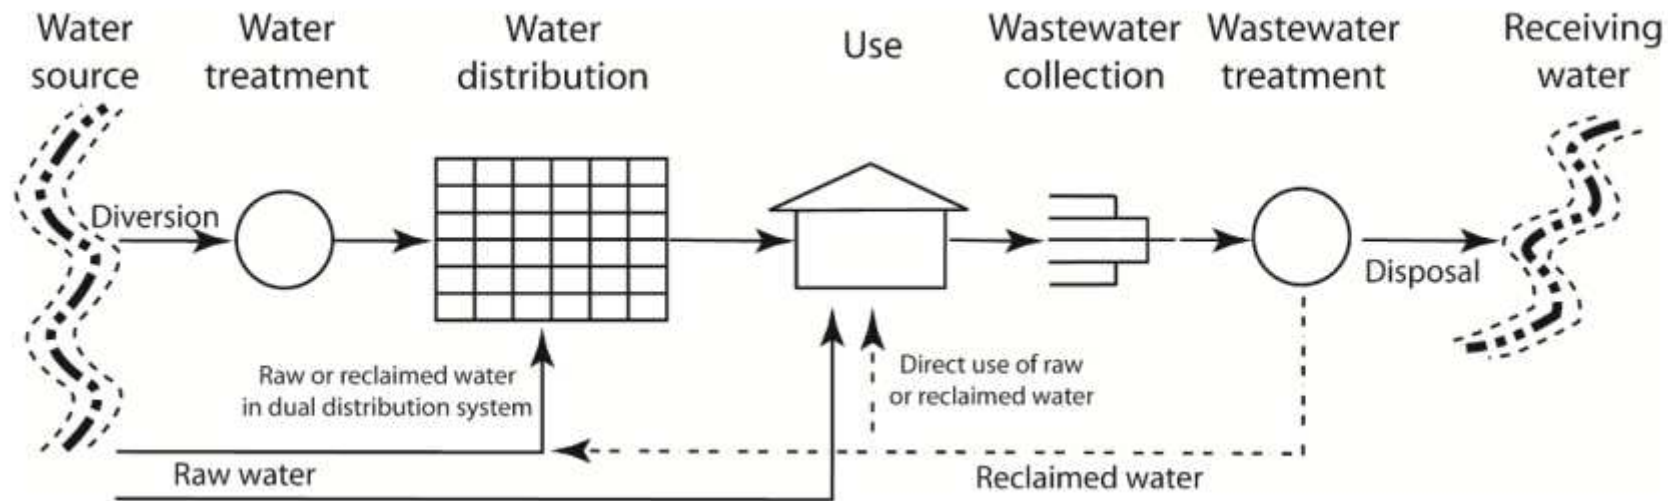 Water
source
Water
treatment
Water
distribution
Use
Wastewater
collection
Wastewater
treatment
Receiving
water
Diversion
Disposal
Raw or reclaimed water
in dual distribution system
Direct use of raw
or reclaimed water
Raw water
Reclaimed water